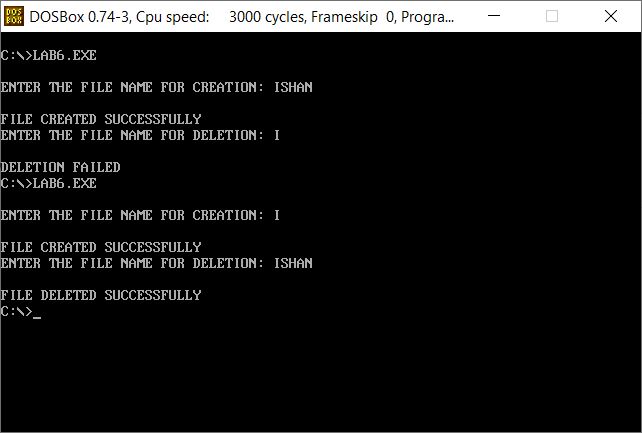 DOSBox 0.74-3, Cpu speed: 3000 cycles, Frameskip 0, Progra...
C:\>LAB6.EXE
ENTER THE FILE NAME FOR CREATION: ISHAN
FILE CREATED SUCCESSFULLY
ENTER THE FILE NAME FOR DELETION: I
DELETION FAILED
C:\>LAB6.EXE
ENTER THE FILE NAME FOR CREATION: I
FILE CREATED SUCCESSFULLY
ENTER THE FILE NAME FOR DELETION: ISHAN
FILE DELETED SUCCESSFULLY
C:\>_